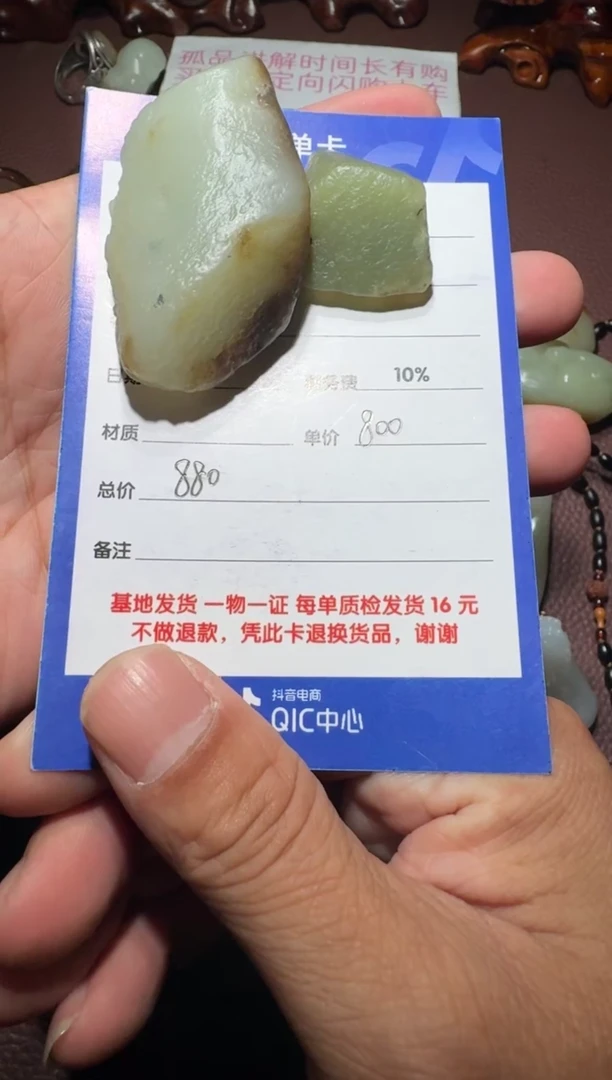 孤品讲解时间长有购
定向闪购
单卡
10%
材质
单价 800
总价 880
备注
基地发货 一物一证 每单质检发货 16 元
不做退款，凭此卡退换货品，谢谢
抖音电商
QIC中心